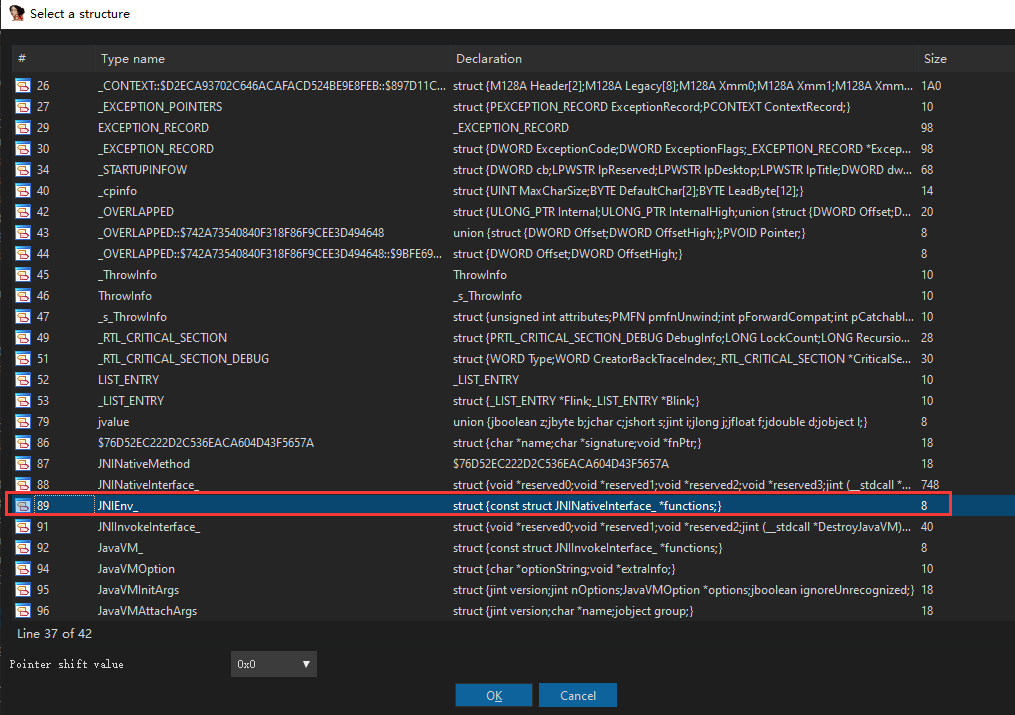 Select a structure
# Type name Declaration Size
26 _CONTEXT::$D2ECA93702C646ACAFACD524BE9E8FEB::$897D11C... struct {M128A Header[2];M128A Legacy[8];M128A Xmm0;M128A Xmm1;M128A Xmm... 1A0
27 _EXCEPTION_POINTERS struct {PEXCEPTION_RECORD ExceptionRecord;PCONTEXT ContextRecord;} 10
29 EXCEPTION_RECORD _EXCEPTION_RECORD 98
30 _EXCEPTION_RECORD struct {DWORD ExceptionCode;DWORD ExceptionFlags;_EXCEPTION_RECORD *Excep... 98
34 _STARTUPINFOW struct {DWORD cb;LPWSTR lpReserved;LPWSTR lpDesktop;LPWSTR lpTitle;DWORD dw... 68
40 _cpinfo struct {UINT MaxCharSize;BYTE DefaultChar[2];BYTE LeadByte[12];} 14
42 _OVERLAPPED struct {ULONG_PTR Internal;ULONG_PTR InternalHigh;union {struct {DWORD Offset;D... 20
43 _OVERLAPPED::$742A73540840F318F86F9CEE3D494648 union {struct {DWORD Offset;DWORD OffsetHigh;};PVOID Pointer;} 8
44 _OVERLAPPED::$742A73540840F318F86F9CEE3D494648::$9BFE69... struct {DWORD Offset;DWORD OffsetHigh;} 8
45 _ThrowInfo ThrowInfo 10
46 ThrowInfo _s_ThrowInfo 10
47 _s_ThrowInfo struct {unsigned int attributes;PMFN pmfnUnwind;int pForwardCompat;int pCatchabl... 10
49 _RTL_CRITICAL_SECTION struct {PRTL_CRITICAL_SECTION_DEBUG DebugInfo;LONG LockCount;LONG Recursio... 28
51 _RTL_CRITICAL_SECTION_DEBUG struct {WORD Type;WORD CreatorBackTraceIndex;_RTL_CRITICAL_SECTION *CriticalSe... 30
52 LIST_ENTRY _LIST_ENTRY 10
53 _LIST_ENTRY struct {_LIST_ENTRY *Flink;_LIST_ENTRY *Blink;} 10
79 jvalue union {jboolean z;jbyte b;jchar c;jshort s;jint i;jlong j;jfloat f;jdouble d;jobject l;} 8
86 $76D52EC222D2C536EACA604D43F5657A struct {char *name;char *signature;void *fnPtr;} 18
87 JNINativeMethod $76D52EC222D2C536EACA604D43F5657A 18
88 JNINativeInterface_ struct {void *reserved0;void *reserved1;void *reserved2;void *reserved3;jint (__stdcall *... 748
89 JNIEnv_ struct {const struct JNINativeInterface_ *functions;} 8
91 JNIInvokeInterface_ struct {void *reserved0;void *reserved1;void *reserved2;jint (__stdcall *DestroyJavaVM)... 40
92 JavaVM_ struct {const struct JNIInvokeInterface_ *functions;} 8
94 JavaVMOption struct {char *optionString;void *extraInfo;} 10
95 JavaVMInitArgs struct {jint version;jint nOptions;JavaVMOption *options;jboolean ignoreUnrecognized;} 18
96 JavaVMAttachArgs struct {jint version;char *name;jobject group;} 18
Line 37 of 42
Pointer shift value 0x0
OK Cancel